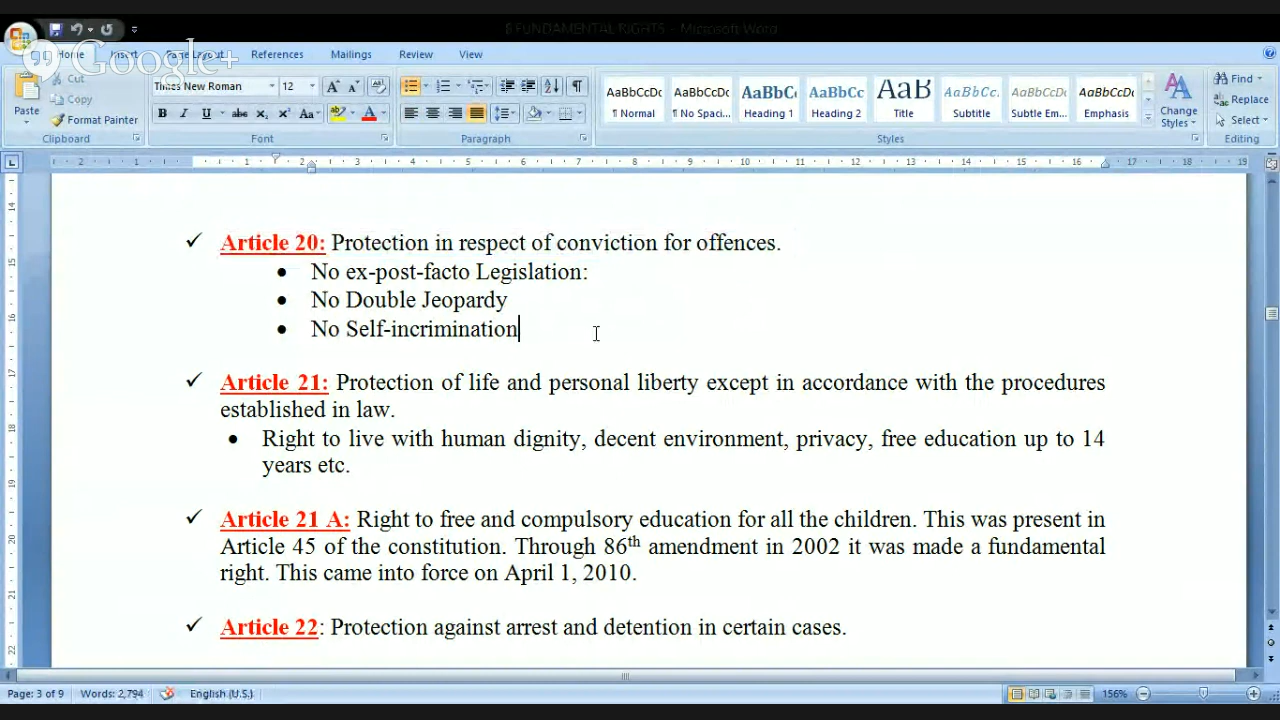 FUNDAMENTAL RIGHTS - Microsoft Word
Google+
Home Insert Page Layout References Mailings Review View
Cut
Copy
Paste
Format Painter
Times New Roman 12
Clipboard Font Paragraph Styles Editing
AaBbCcDc AaBbCcDc AaBbC AaBbCc AaB AaBbCc. AaBbCcDc AaBbCcDc
¶ Normal ¶ No Spaci... Heading 1 Heading 2 Title Subtitle Subtle Em... Emphasis
Change Styles
Find
Replace
Select
✓ Article 20: Protection in respect of conviction for offences.
• No ex-post-facto Legislation:
• No Double Jeopardy
• No Self-incrimination
✓ Article 21: Protection of life and personal liberty except in accordance with the procedures
established in law.
• Right to live with human dignity, decent environment, privacy, free education up to 14
years etc.
✓ Article 21 A: Right to free and compulsory education for all the children. This was present in
Article 45 of the constitution. Through 86th amendment in 2002 it was made a fundamental
right. This came into force on April 1, 2010.
✓ Article 22: Protection against arrest and detention in certain cases.
Page: 3 of 9 Words: 2,794 English (U.S.) 156%